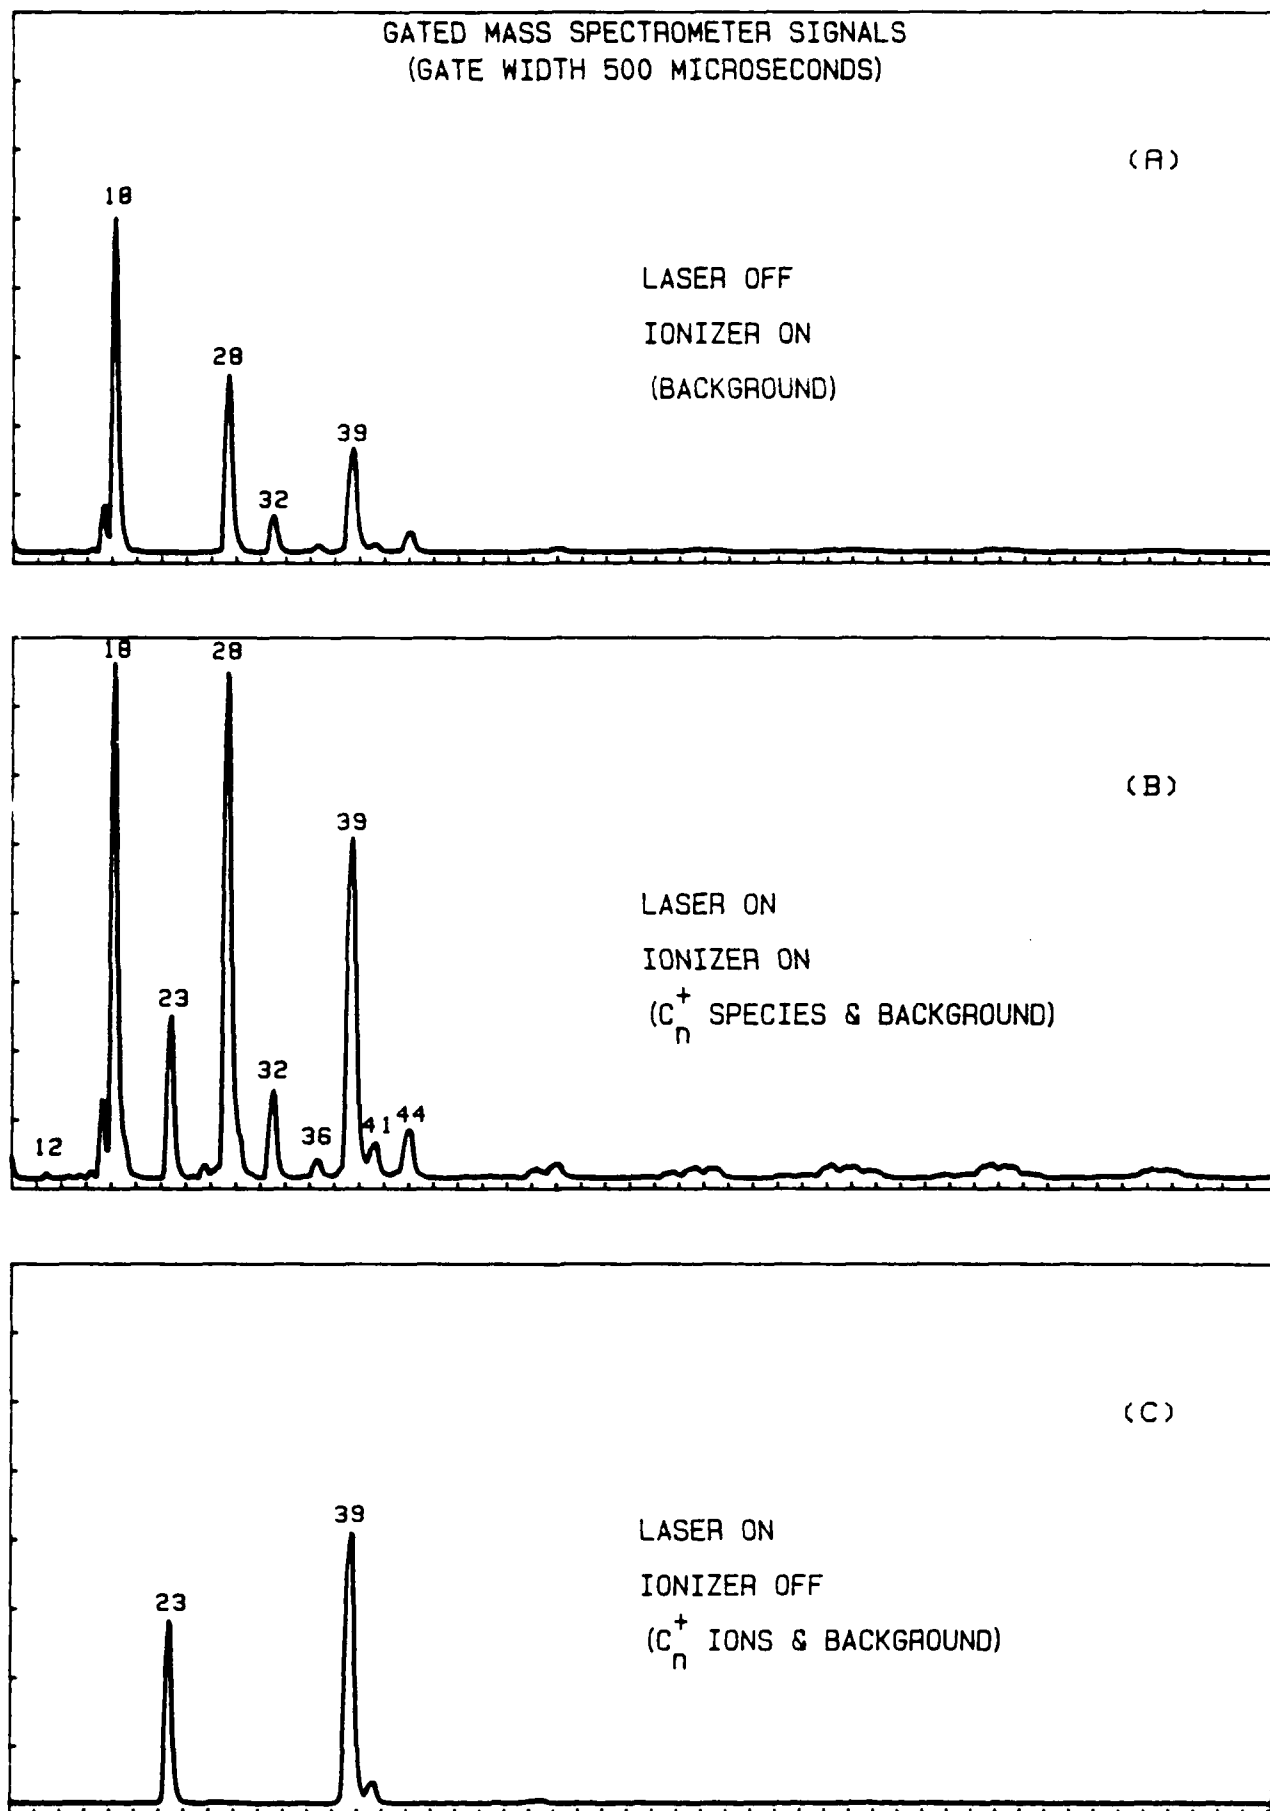 GATED MASS SPECTROMETER SIGNALS
(GATE WIDTH 500 MICROSECONDS)
(A)
18
LASER OFF
28
IONIZER ON
(BACKGROUND)
39
32
18
28
(B)
39
LASER ON
IONIZER ON
23
(C_n^+ SPECIES & BACKGROUND)
32
12
36
41
44
(C)
39
LASER ON
IONIZER OFF
23
(C_n^+ IONS & BACKGROUND)